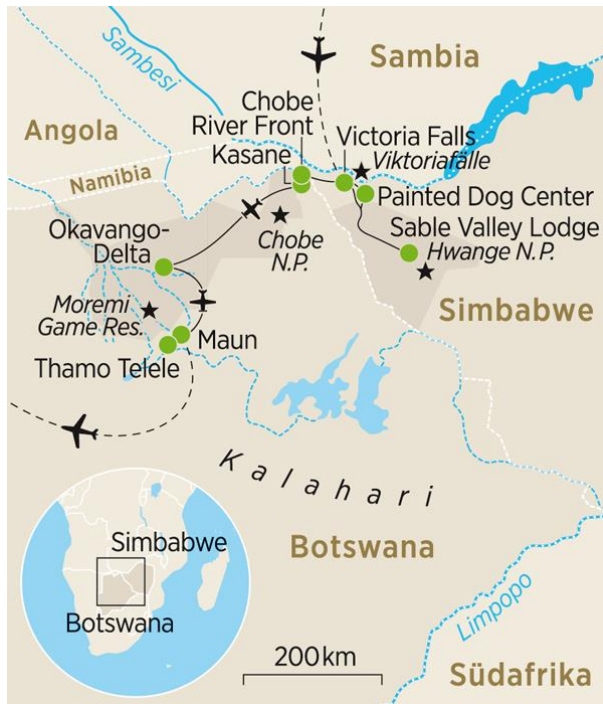 Sambesi
Sambia
Angola
Chobe
River Front
Kasane
Victoria Falls
Viktoriafälle
Namibia
Painted Dog Center
Okavango-
Delta
Chobe
N.P.
Sable Valley Lodge
Hwange N.P.
Moremi
Game Res.
Simbabwe
Maun
Thamo Telele
Kalahari
Simbabwe
Botswana
Botswana
Limpopo
200 km
Südafrika